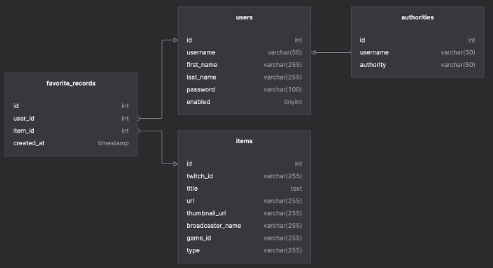 users
id int
username varchar(50)
first_name varchar(255)
last_name varchar(255)
password varchar(100)
enabled tinyint
authorities
id int
username varchar(50)
authority varchar(50)
favorite_records
id int
user_id int
item_id int
created_at timestamp
items
id int
twitch_id varchar(255)
title text
url varchar(255)
thumbnail_url varchar(255)
broadcaster_name varchar(255)
game_id varchar(255)
type varchar(255)